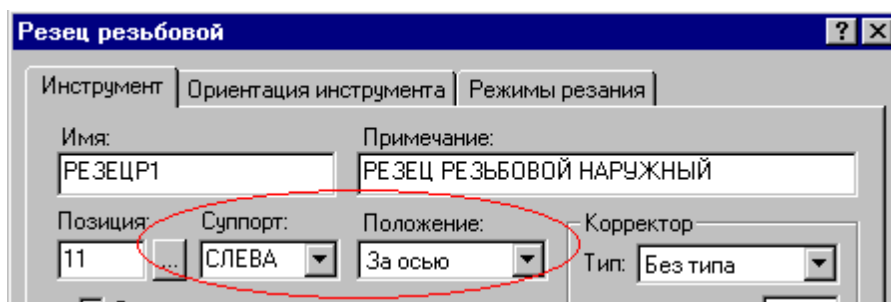 Резец резьбовой
Инструмент Ориентация инструмента Режимы резания
Имя: Примечание:
РЕЗЕЦР1 РЕЗЕЦ РЕЗЬБОВОЙ НАРУЖНЫЙ
Позиция: Суппорт: Положение: Корректор
11 ... СЛЕВА За осью Тип: Без типа